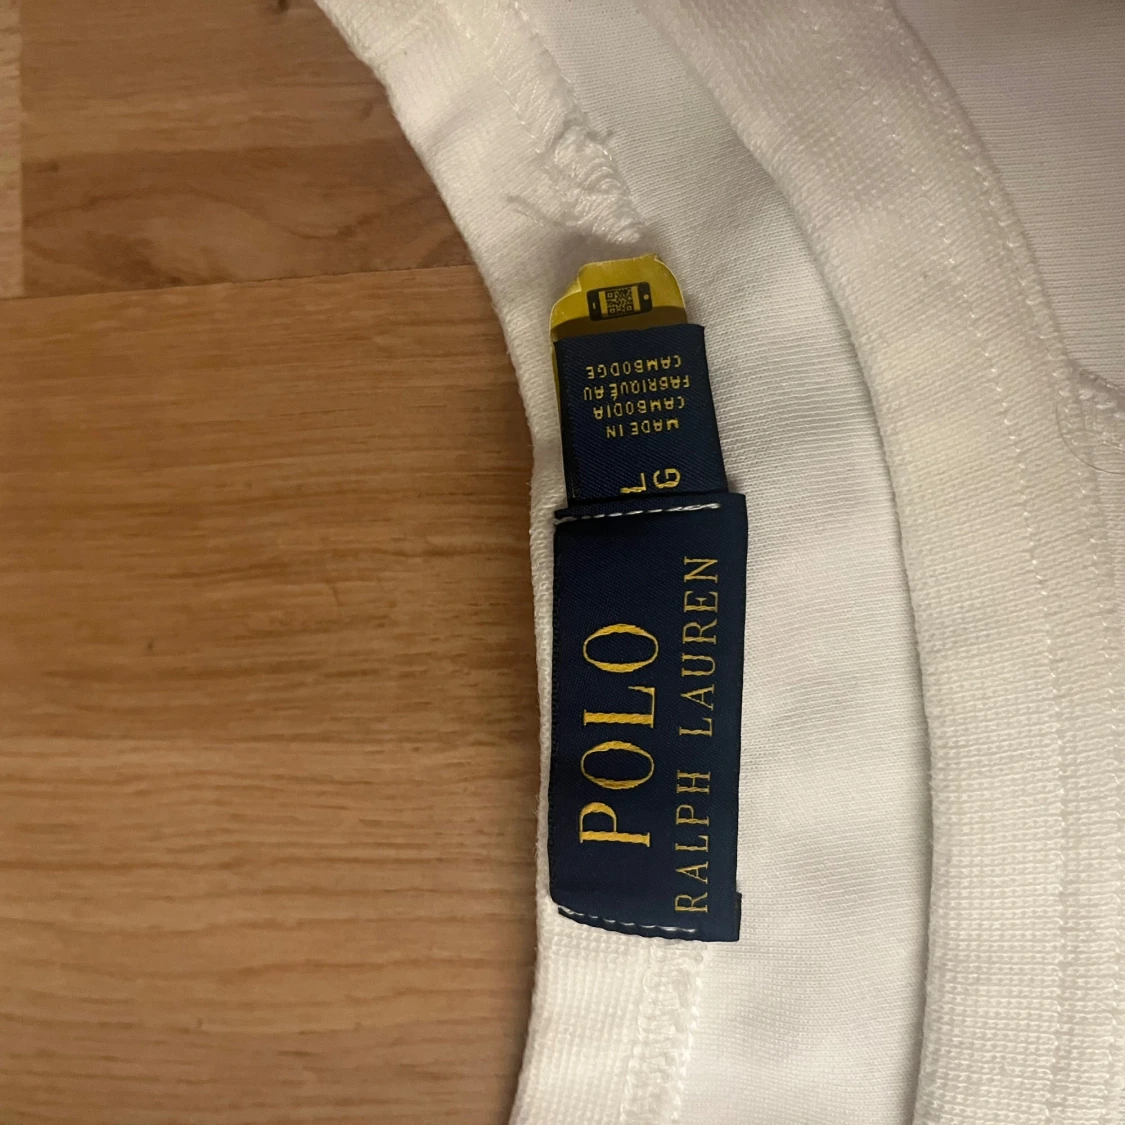 POLO
RALPH LAUREN
L
G
MADE IN
CAMBODIA
FABRIQUÉ AU
CAMBODGE